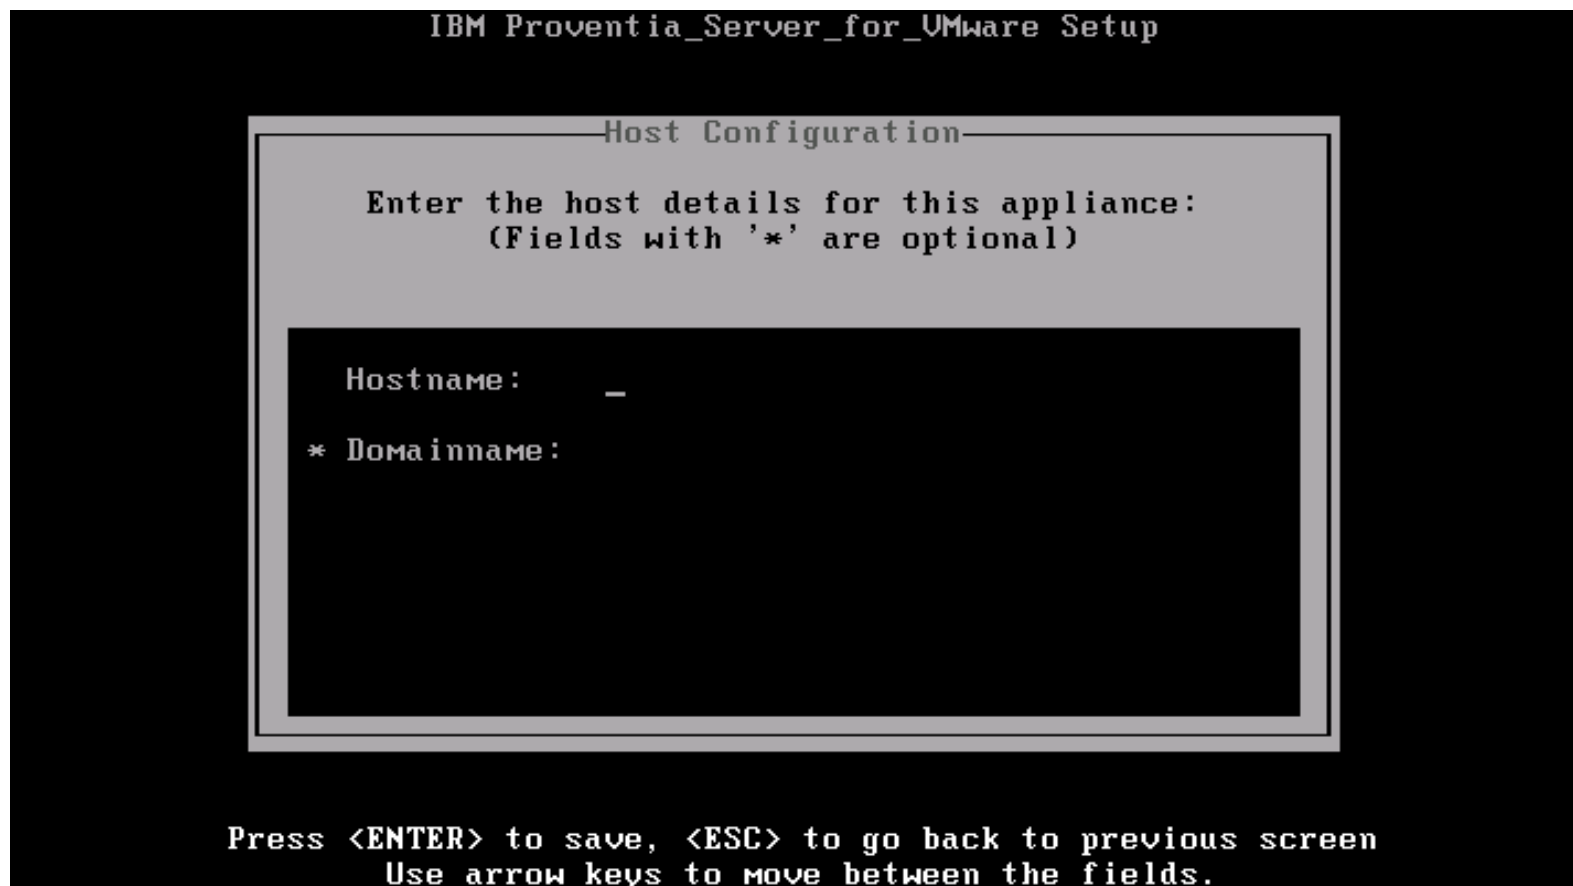 IBM Proventia_Server_for_VMware Setup
Host Configuration
Enter the host details for this appliance:
(Fields with '*' are optional)
Hostname: _
* Domainname:
Press <ENTER> to save, <ESC> to go back to previous screen
Use arrow keys to move between the fields.